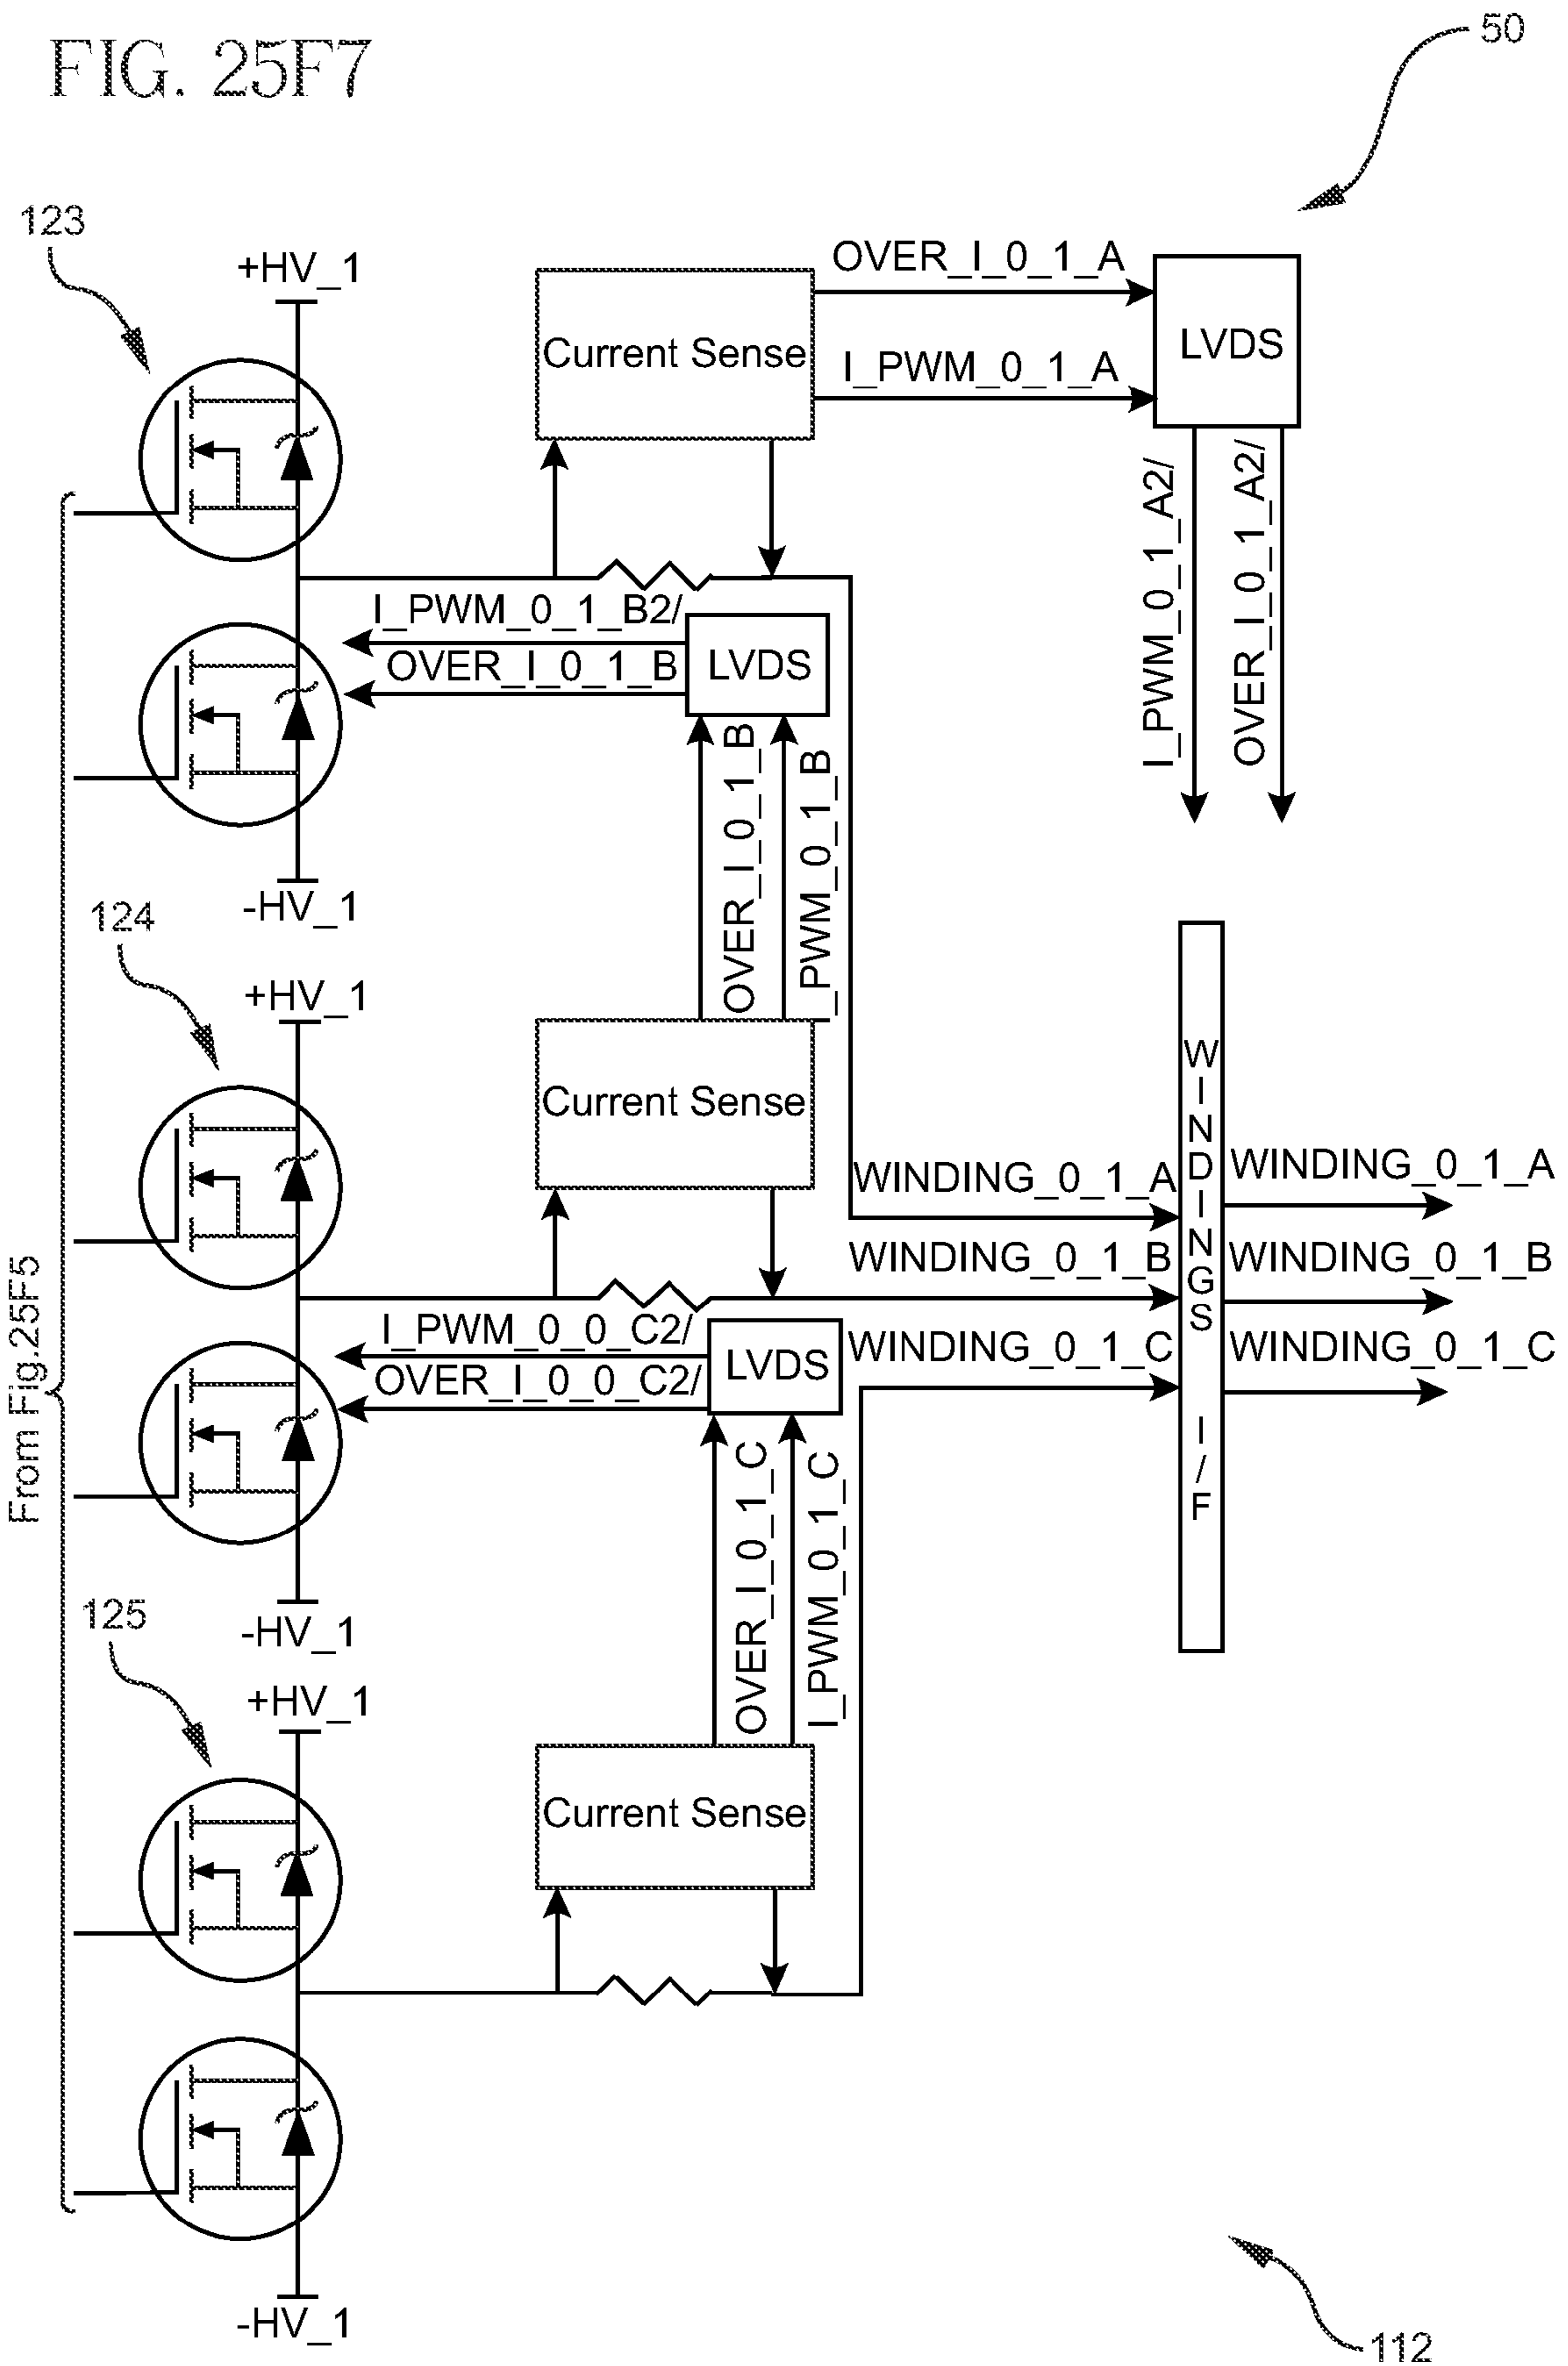 FIG. 25F7
50
123
+HV_1
OVER_I_0_1_A
Current Sense
LVDS
I_PWM_0_1_A
I_PWM_0_1_A2/
OVER_I_0_1_A2/
I_PWM_0_1_B2/
OVER_I_0_1_B
LVDS
OVER_I_0_1_B
I_PWM_0_1_B
-HV_1
124
+HV_1
Current Sense
WINDINGS I/F
WINDING_0_1_A
WINDING_0_1_A
WINDING_0_1_B
WINDING_0_1_B
From Fig.25F5
I_PWM_0_0_C2/
OVER_I_0_0_C2/
LVDS
WINDING_0_1_C
WINDING_0_1_C
OVER_I_0_1_C
I_PWM_0_1_C
-HV_1
125
+HV_1
Current Sense
-HV_1
112